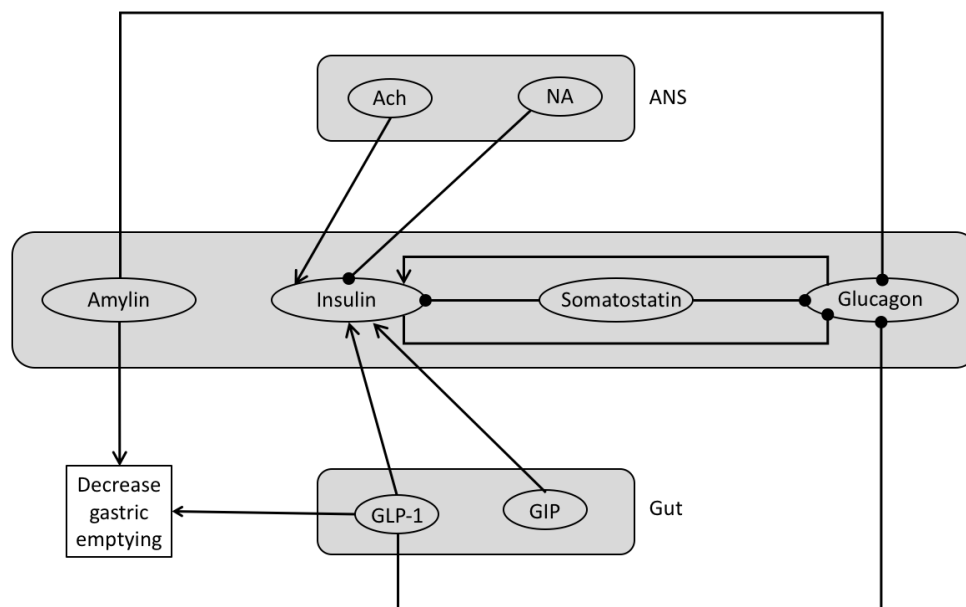 Ach
NA
ANS
Amylin
Insulin
Somatostatin
Glucagon
Decrease
gastric
emptying
GLP-1
GIP
Gut